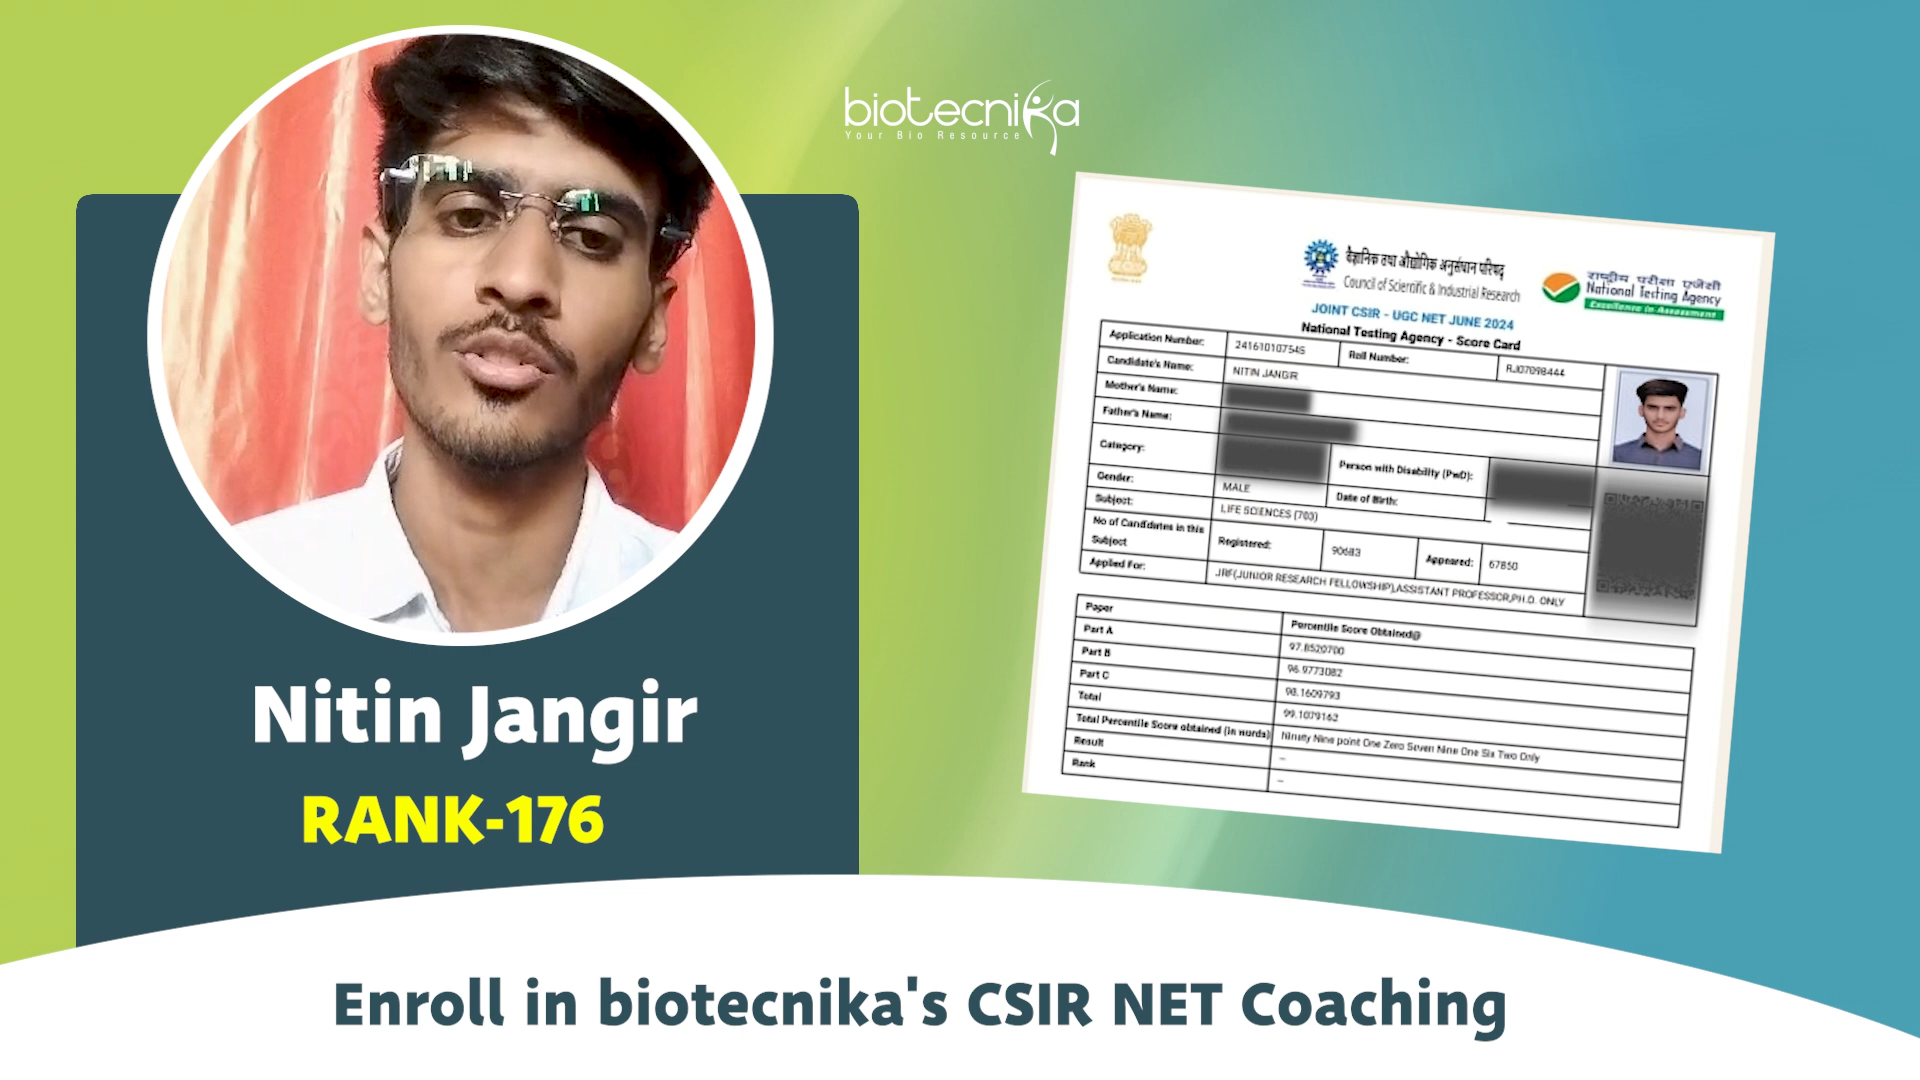 biotecnika
Your Bio Resource
वैज्ञानिक तथा औद्योगिक अनुसंधान परिषद्
Council of Scientific & Industrial Research
राष्ट्रीय परीक्षा एजेंसी
National Testing Agency
Excellence in Assessment
JOINT CSIR - UGC NET JUNE 2024
National Testing Agency - Score Card
Application Number: 241610107545 Roll Number: RJ07098444
Candidate's Name: NITIN JANGIR
Mother's Name:
Father's Name:
Category: Person with Disability (PwD):
Gender: MALE Date of Birth:
Subject: LIFE SCIENCES (703)
No of Candidates in this Subject Registered: 90683 Appeared: 67850
Applied For: JRF(JUNIOR RESEARCH FELLOWSHIP),ASSISTANT PROFESSOR,PH.D. ONLY
Paper Percentile Score Obtained@
Part A 97.8520700
Part B 96.9773082
Part C 98.1609793
Total 99.1079162
Total Percentile Score obtained (in words) Ninety Nine point One Zero Seven Nine One Six Two Only
Result --
Rank --
Nitin Jangir
RANK-176
Enroll in biotecnika's CSIR NET Coaching